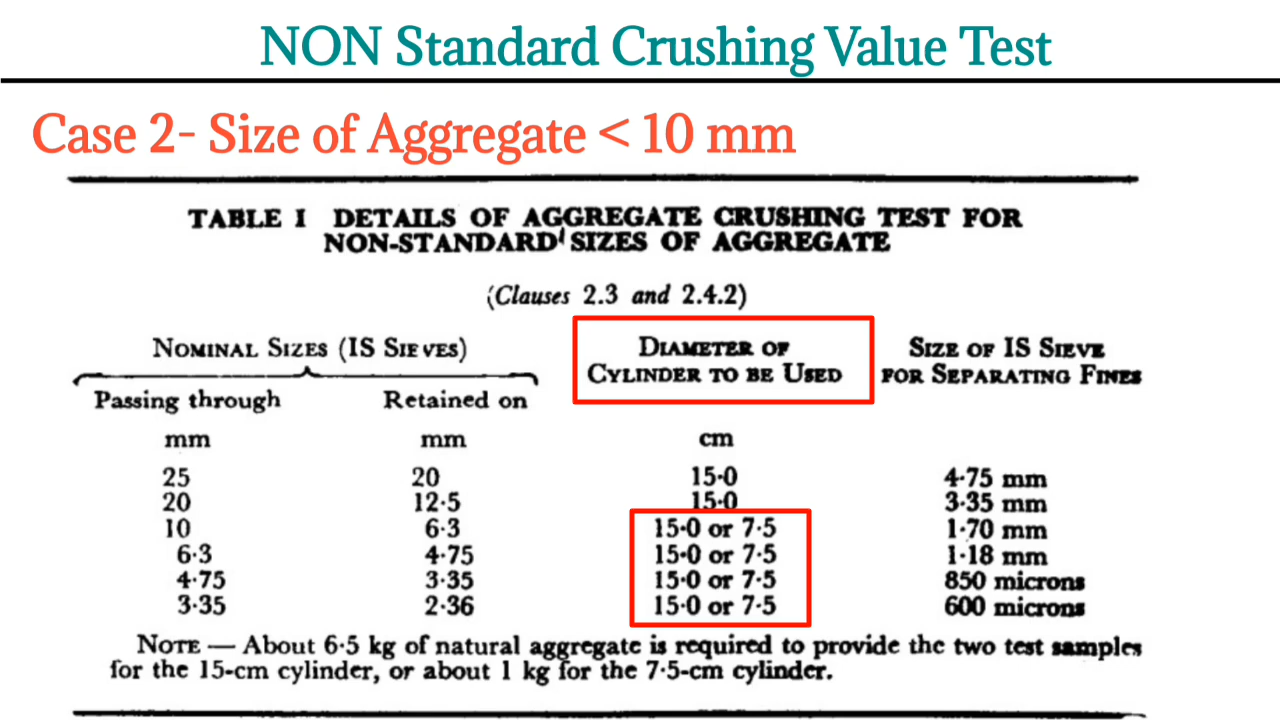 NON Standard Crushing Value Test
Case 2- Size of Aggregate < 10 mm
TABLE I DETAILS OF AGGREGATE CRUSHING TEST FOR
NON-STANDARD SIZES OF AGGREGATE
(Clauses 2.3 and 2.4.2)
NOMINAL SIZES (IS SIEVES) DIAMETER OF SIZE OF IS SIEVE
CYLINDER TO BE USED FOR SEPARATING FINES
Passing through Retained on
mm mm cm
25 20 15·0 4·75 mm
20 12·5 15·0 3·35 mm
10 6·3 15·0 or 7·5 1·70 mm
6·3 4·75 15·0 or 7·5 1·18 mm
4·75 3·35 15·0 or 7·5 850 microns
3·35 2·36 15·0 or 7·5 600 microns
NOTE — About 6·5 kg of natural aggregate is required to provide the two test samples
for the 15-cm cylinder, or about 1 kg for the 7·5-cm cylinder.